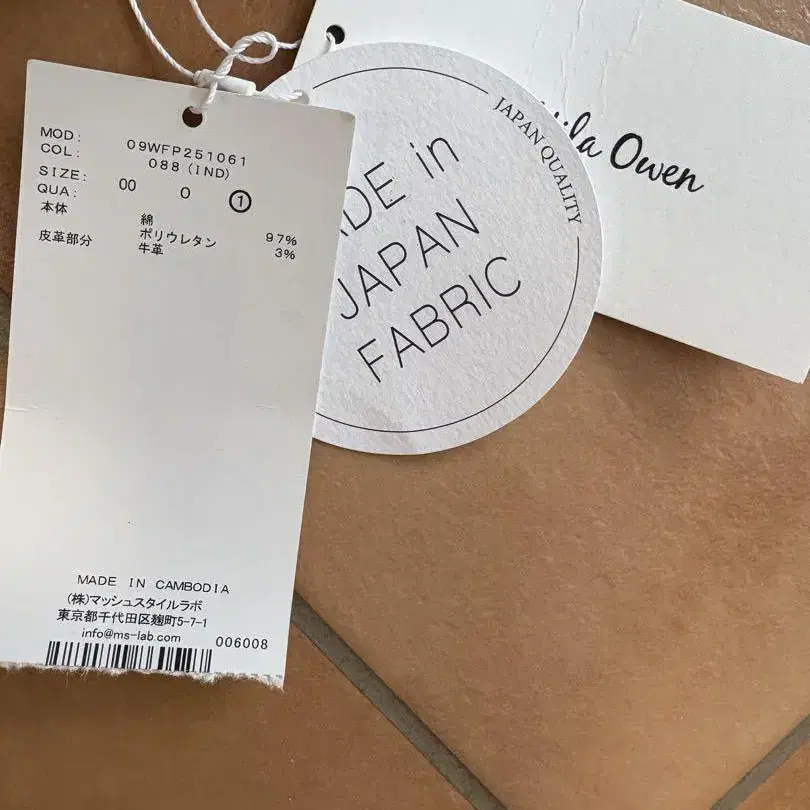 MOD: 09WFP251061
COL: 088(IND)
SIZE: 00 0 ①
QUA:
本体 綿 97%
ポリウレタン 3%
皮革部分 牛革
MADE IN CAMBODIA
(株)マッシュスタイルラボ
東京都千代田区麹町5-7-1
info@ms-lab.com
006008
in
JAPAN
FABRIC
JAPAN QUALITY
Owen